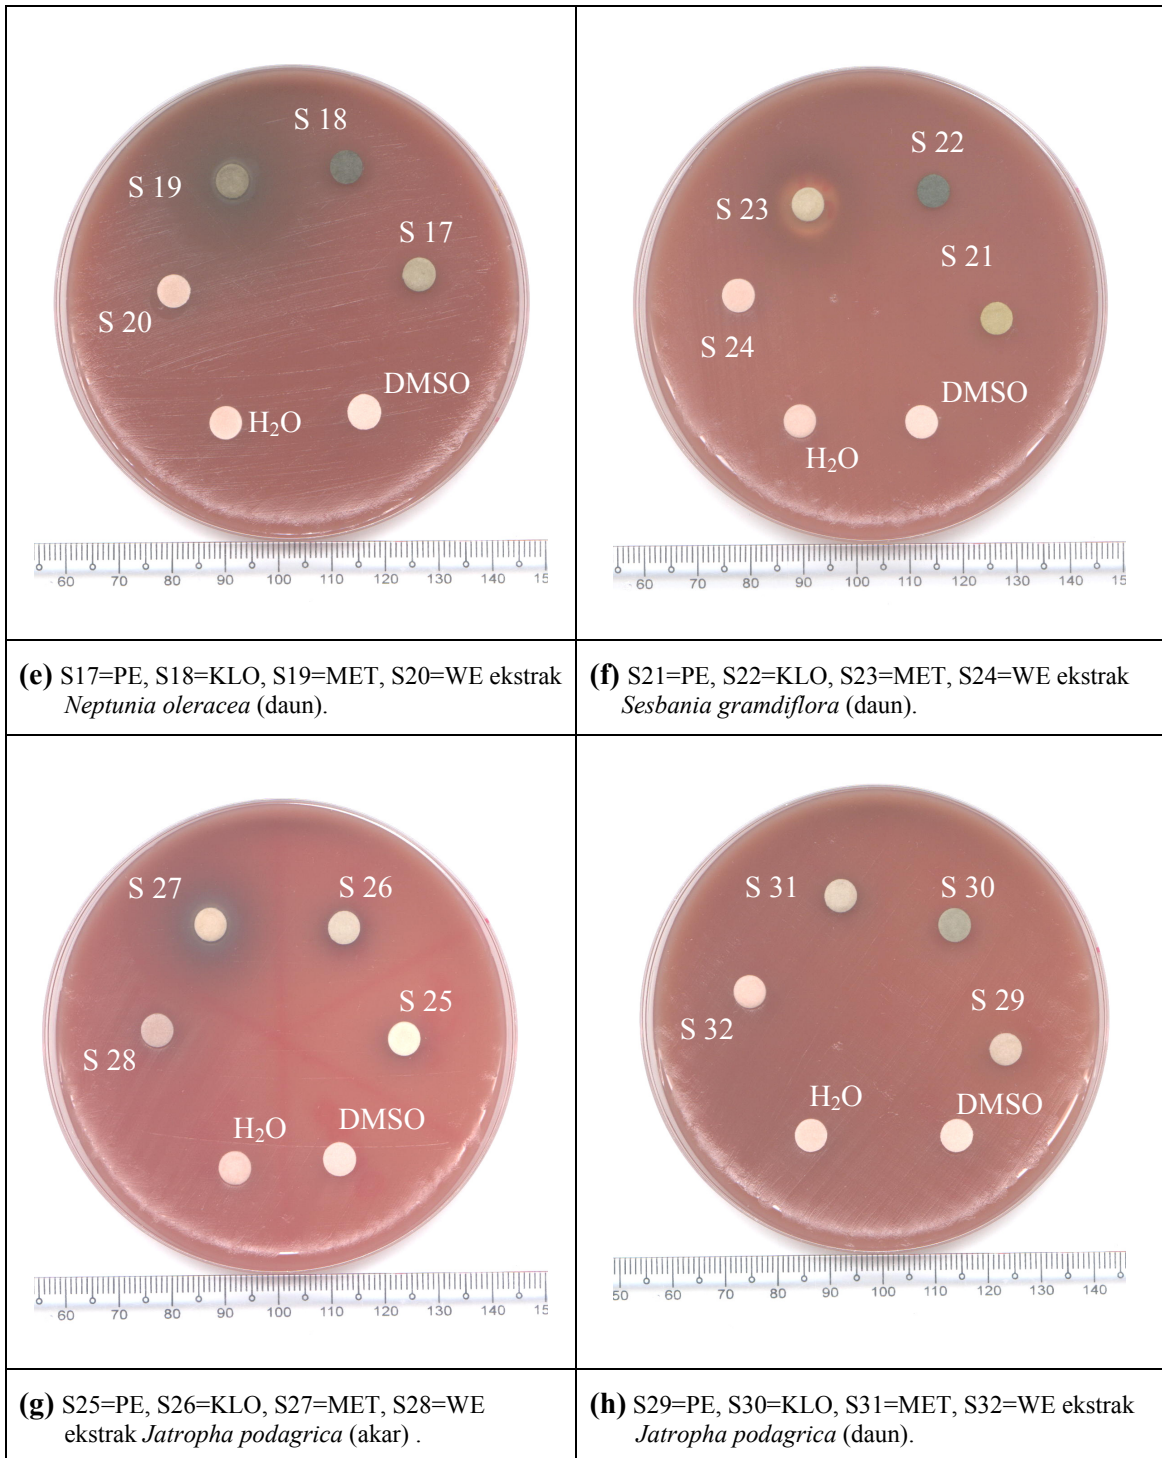 S 18
S 19
S 17
S 20
DMSO
H₂O
60 70 80 90 100 110 120 130 140 15
S 22
S 23
S 21
S 24
DMSO
H₂O
60 70 80 90 100 110 120 130 140 15
(e) S17=PE, S18=KLO, S19=MET, S20=WE ekstrak
Neptunia oleracea (daun).
(f) S21=PE, S22=KLO, S23=MET, S24=WE ekstrak
Sesbania gramdiflora (daun).
S 27
S 26
S 25
S 28
DMSO
H₂O
60 70 80 90 100 110 120 130 140 15
S 31
S 30
S 29
S 32
H₂O
DMSO
50 60 70 80 90 100 110 120 130 140
(g) S25=PE, S26=KLO, S27=MET, S28=WE
ekstrak Jatropha podagrica (akar) .
(h) S29=PE, S30=KLO, S31=MET, S32=WE ekstrak
Jatropha podagrica (daun).